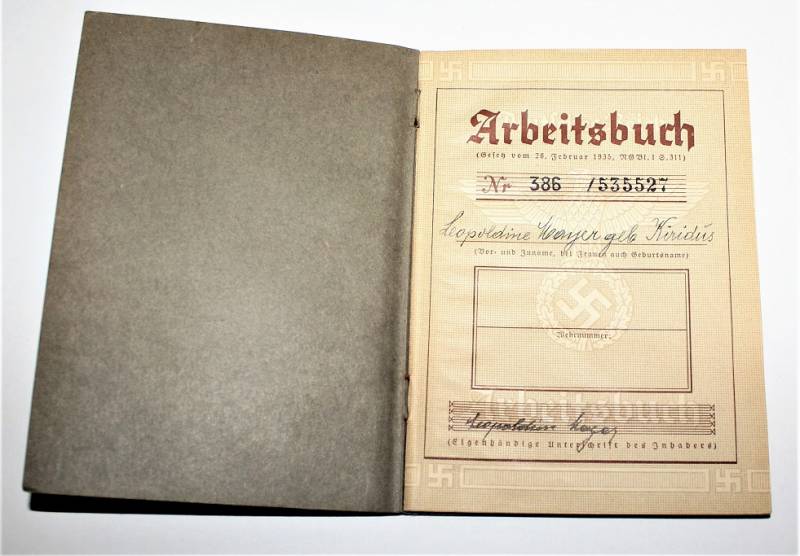 Arbeitsbuch
(Gesetz vom 26. Februar 1935, RGBl. I S. 311)
Nr 386 /535527
Leopoldine Mayer geb. Kiridus
(Vor- und Zuname, bei Frauen auch Geburtsname)
Wehrnummer:
Arbeitsbuch
Leopoldine Mayer
(Eigenhändige Unterschrift des Inhabers)